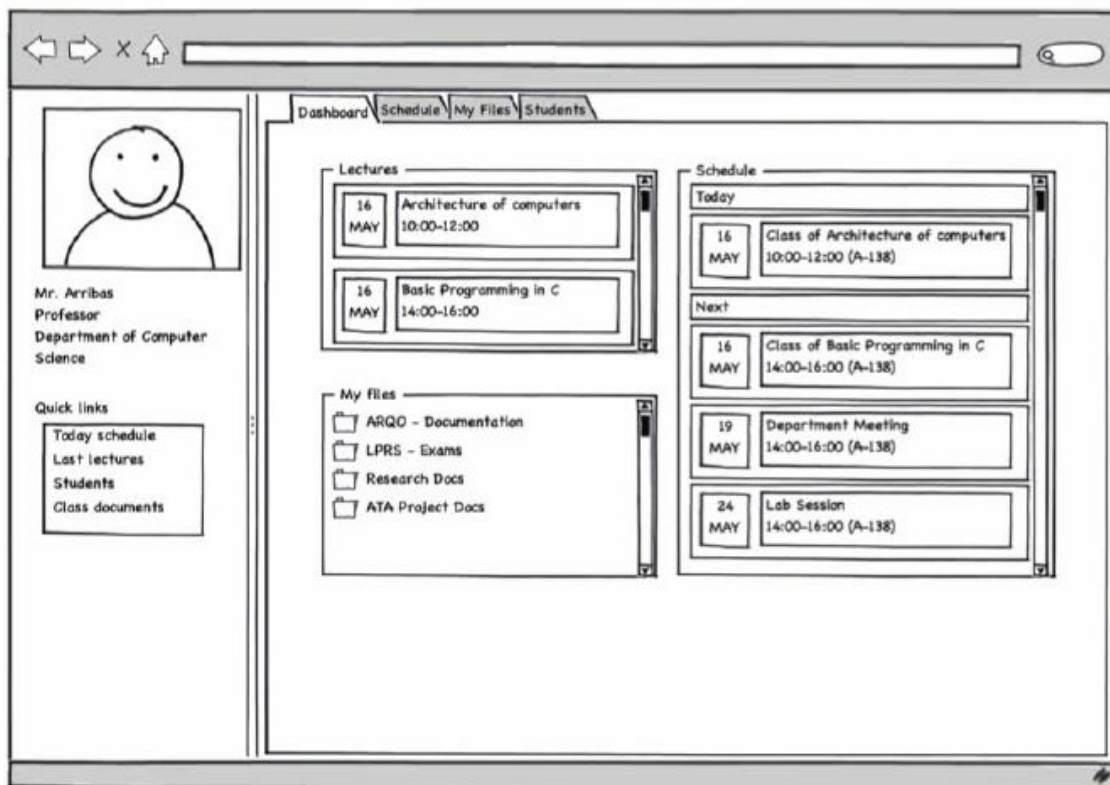 Dashboard
Schedule
My Files
Students
Mr. Arribas
Professor
Department of Computer
Science
Quick links
Today schedule
Last lectures
Students
Class documents
Lectures
16
MAY
Architecture of computers
10:00-12:00
16
MAY
Basic Programming in C
14:00-16:00
My files
ARQO - Documentation
LPRS - Exams
Research Docs
ATA Project Docs
Schedule
Today
16
MAY
Class of Architecture of computers
10:00-12:00 (A-138)
Next
16
MAY
Class of Basic Programming in C
14:00-16:00 (A-138)
19
MAY
Department Meeting
14:00-16:00 (A-138)
24
MAY
Lab Session
14:00-16:00 (A-138)